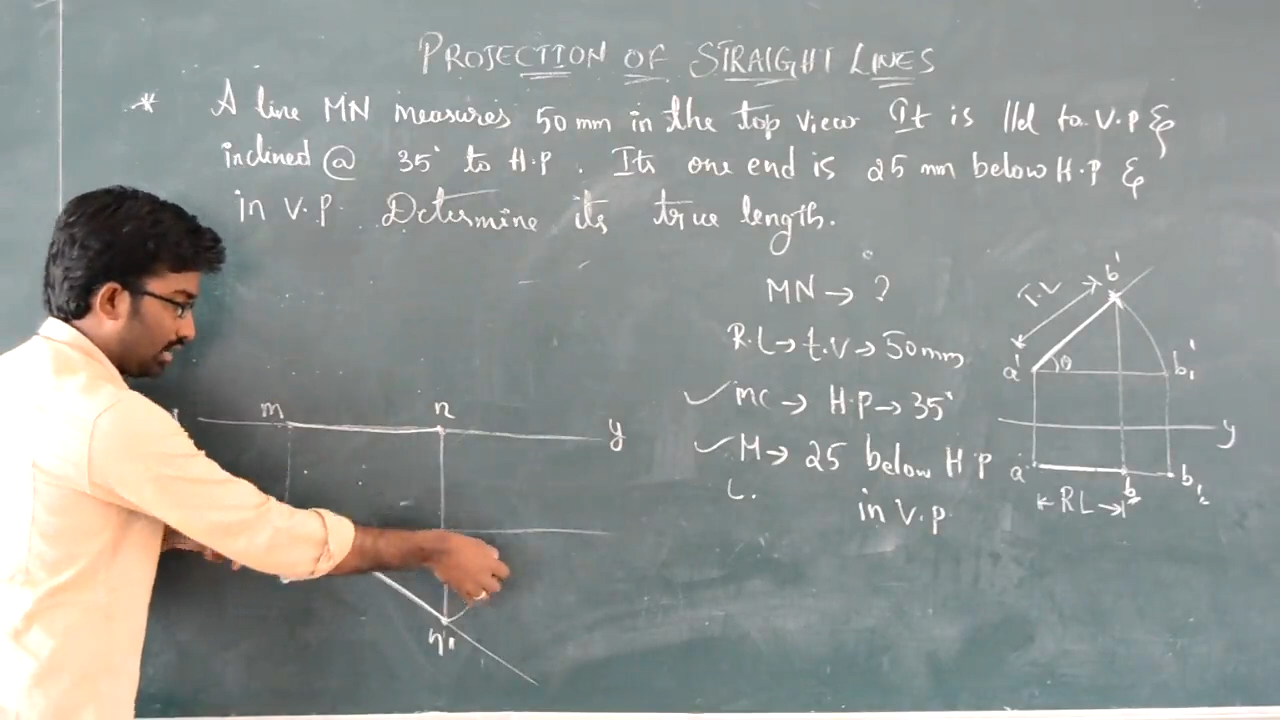 PROJECTION OF STRAIGHT LINES
* A line MN measures 50 mm in the top view It is ||el to V.P &
inclined @ 35° to H.P. Its one end is 25 mm below H.P &
in V.P. Determine its true length.
MN → ?
R.L → t.V → 50mm
H.P → 35°
M → 25 below H.P
in V.P.
m n y
n'
b'
T.V
a' θ b₁'
y
a b b₁
RL